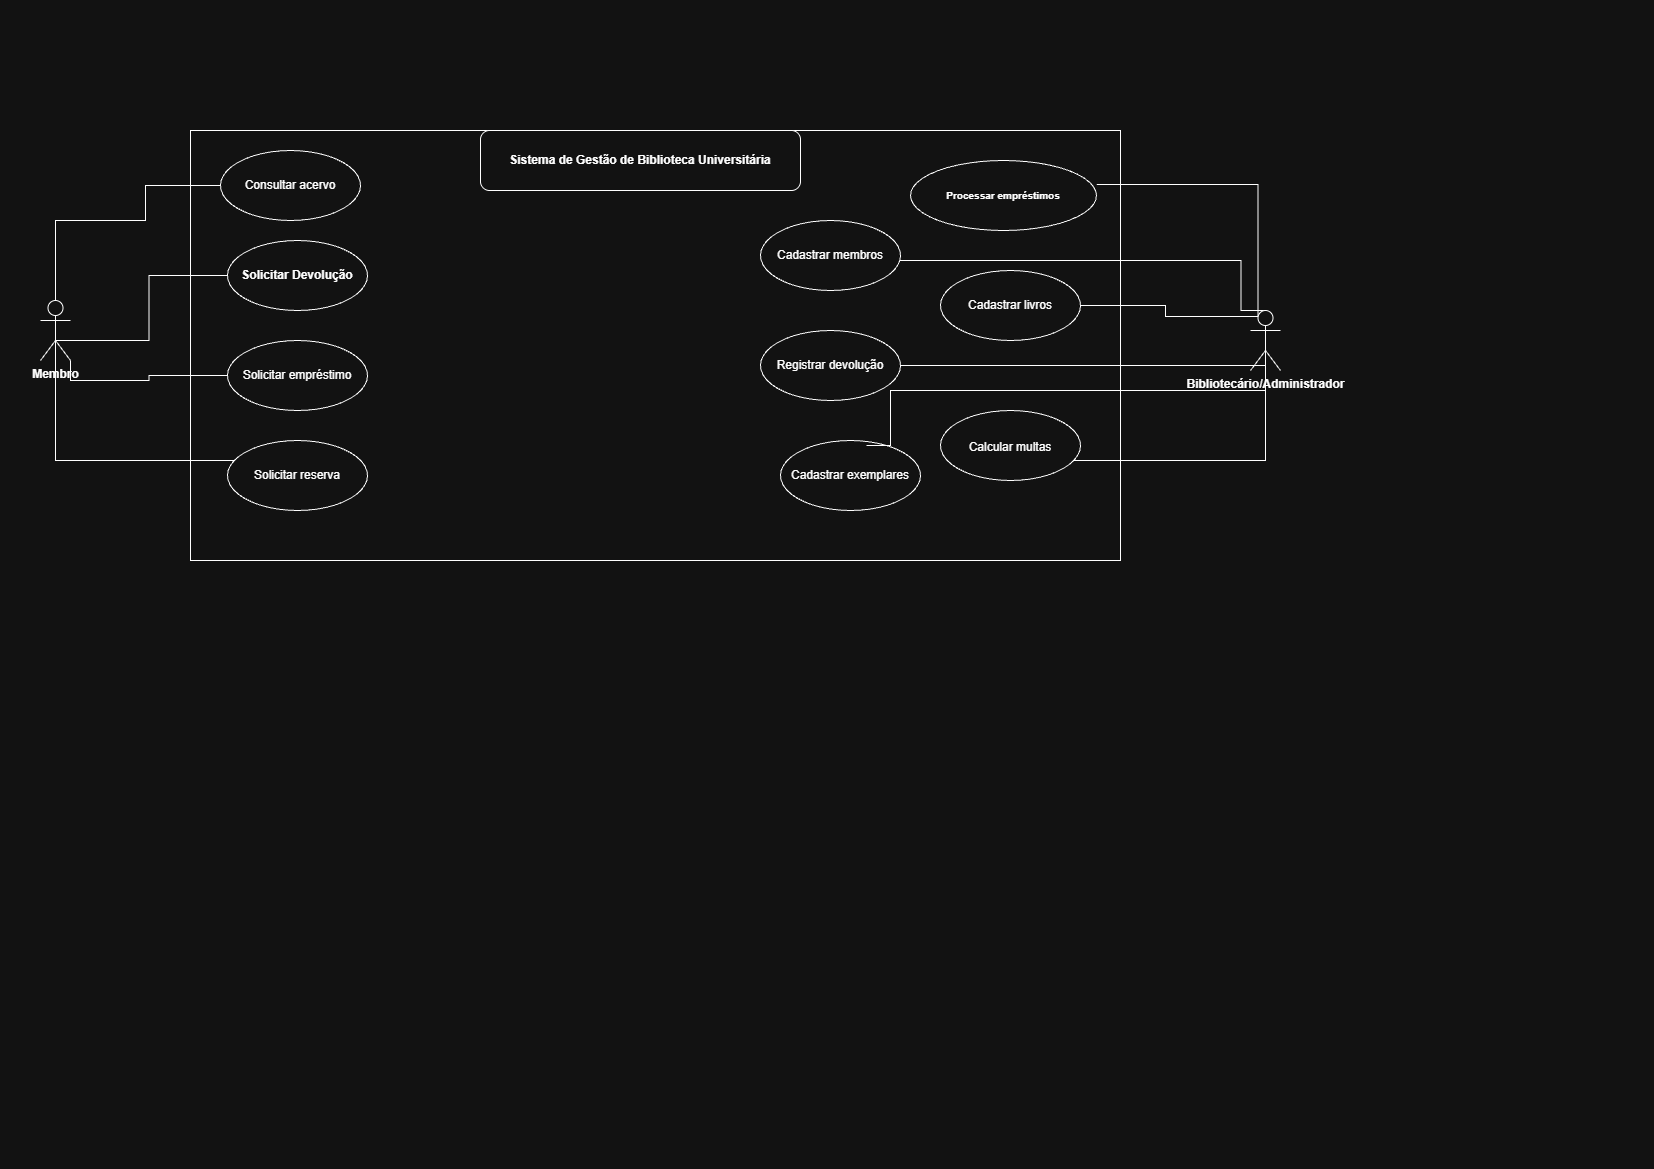 Sistema de Gestão de Biblioteca Universitária
Consultar acervo
Solicitar Devolução
Solicitar empréstimo
Solicitar reserva
Membro
Processar empréstimos
Cadastrar membros
Cadastrar livros
Registrar devolução
Calcular multas
Cadastrar exemplares
Bibliotecário/Administrador